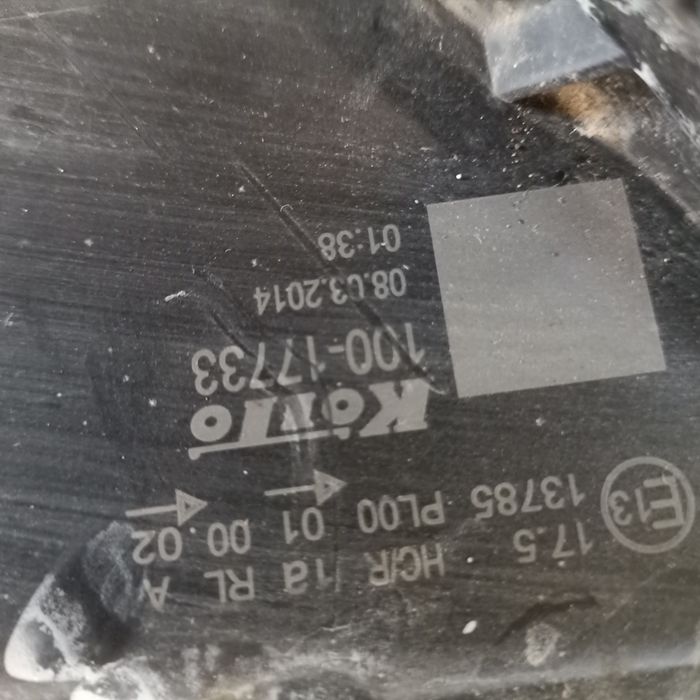 17.5 HC/R 1a RL A
E13 13785 PL00 01 00 02
KOITO
100-17733
08.03.2014
01:38